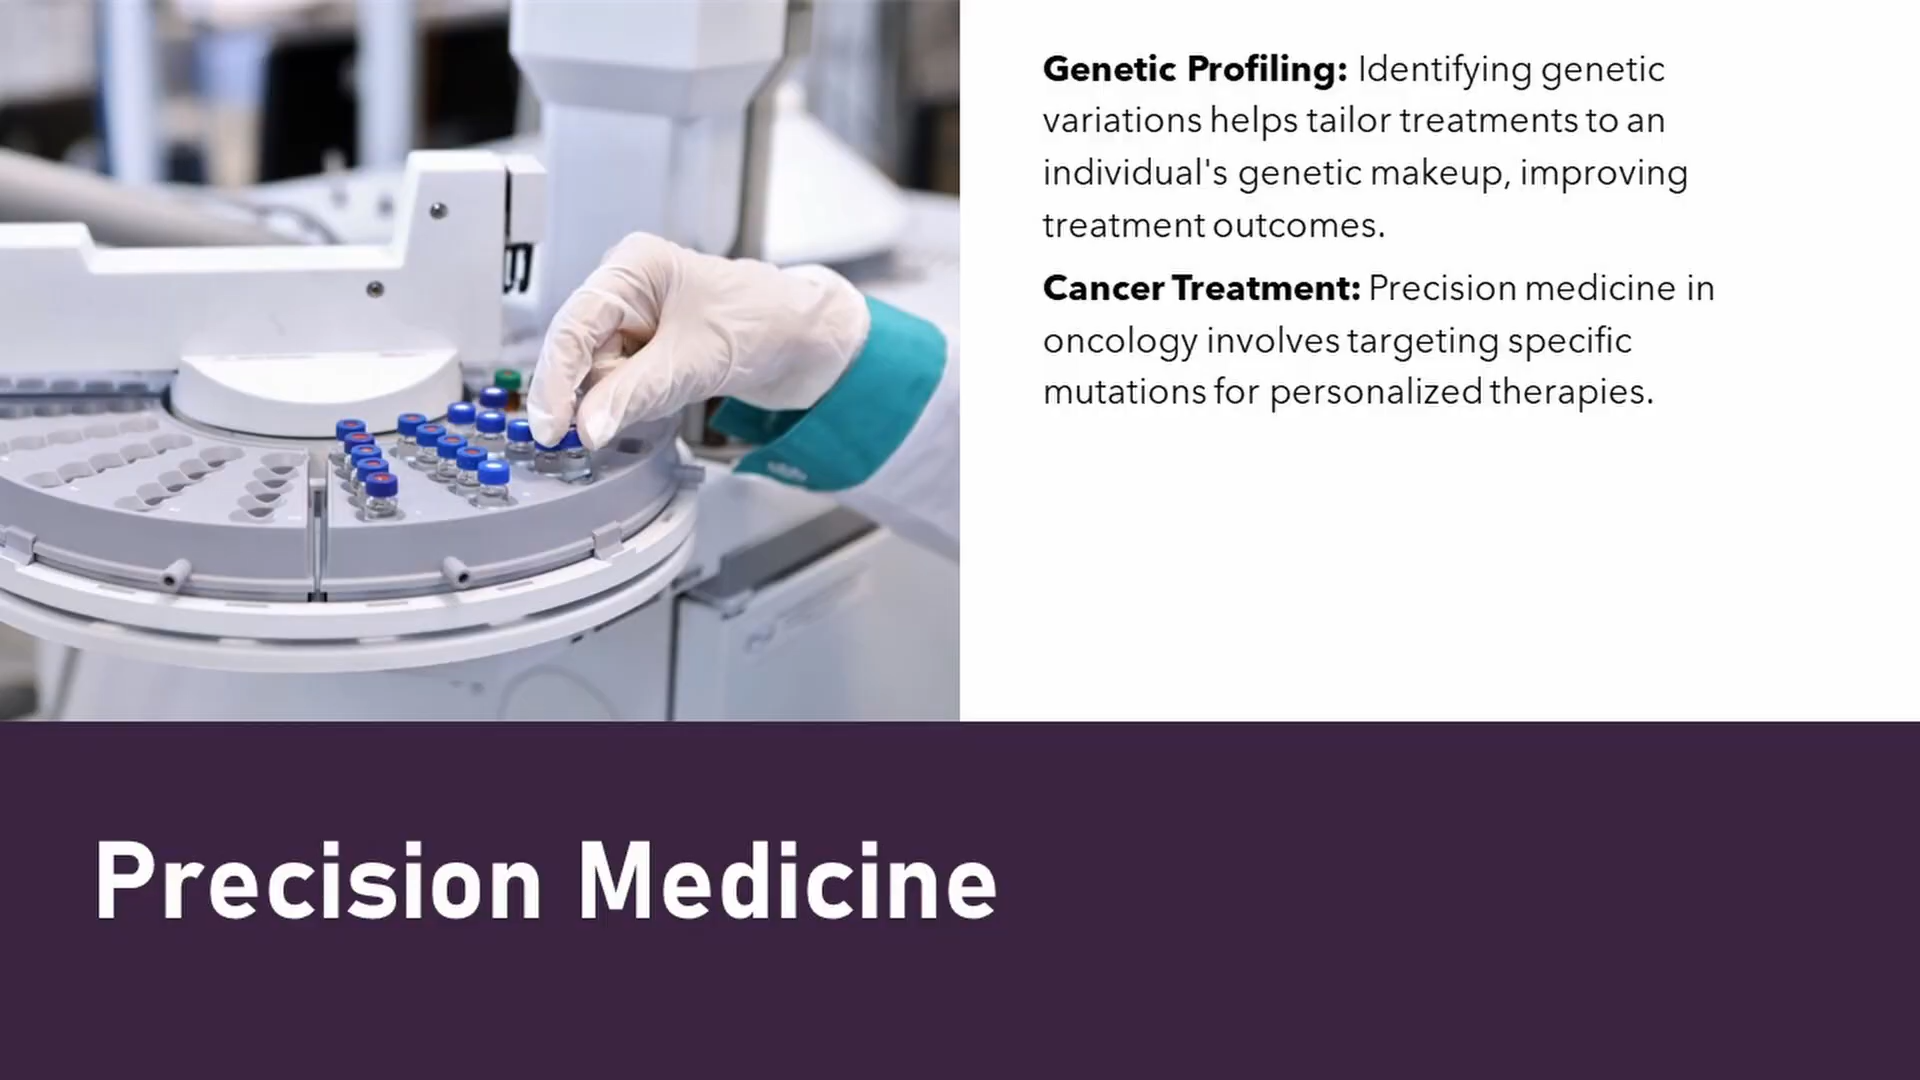 Genetic Profiling: Identifying genetic
variations helps tailor treatments to an
individual's genetic makeup, improving
treatment outcomes.
Cancer Treatment: Precision medicine in
oncology involves targeting specific
mutations for personalized therapies.
Precision Medicine